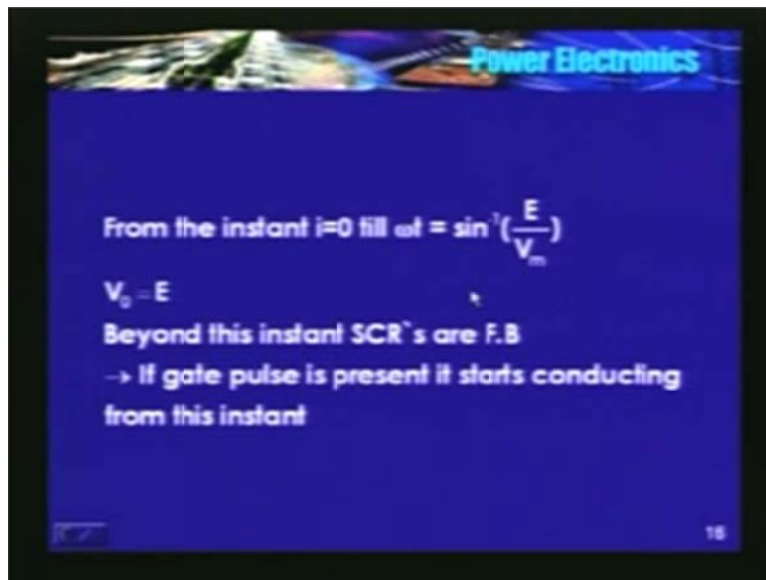 Power Electronics
From the instant i=0 till ωt = sin⁻¹(E/Vₘ)
V₀ = E
Beyond this instant SCR`s are F.B
→ If gate pulse is present it starts conducting
from this instant
16